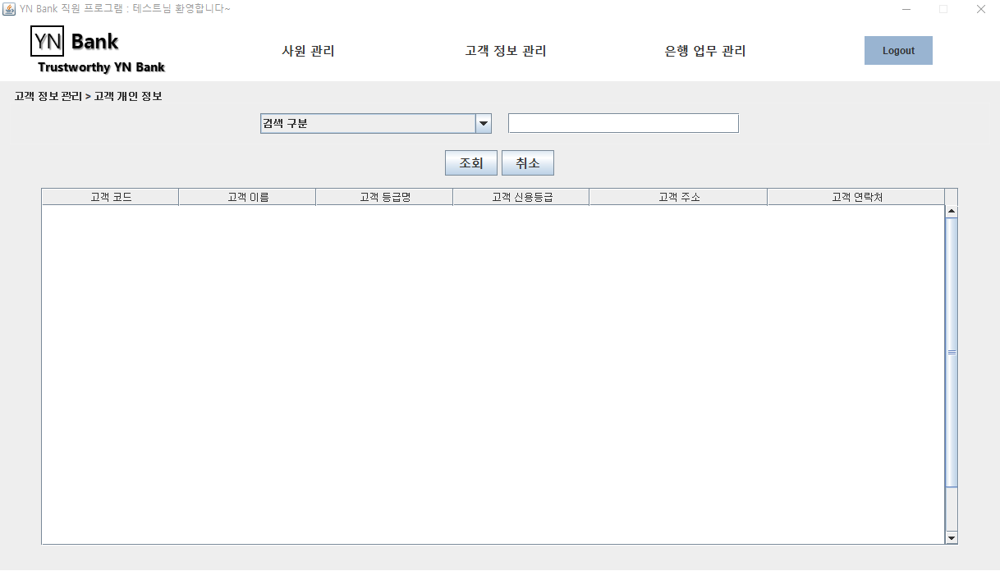 YN Bank 직원 프로그램 : 테스트님 환영합니다~
YN Bank
Trustworthy YN Bank
사원 관리
고객 정보 관리
은행 업무 관리
Logout
고객 정보 관리 > 고객 개인 정보
검색 구분
조회
취소
고객 코드
고객 이름
고객 등급명
고객 신용등급
고객 주소
고객 연락처